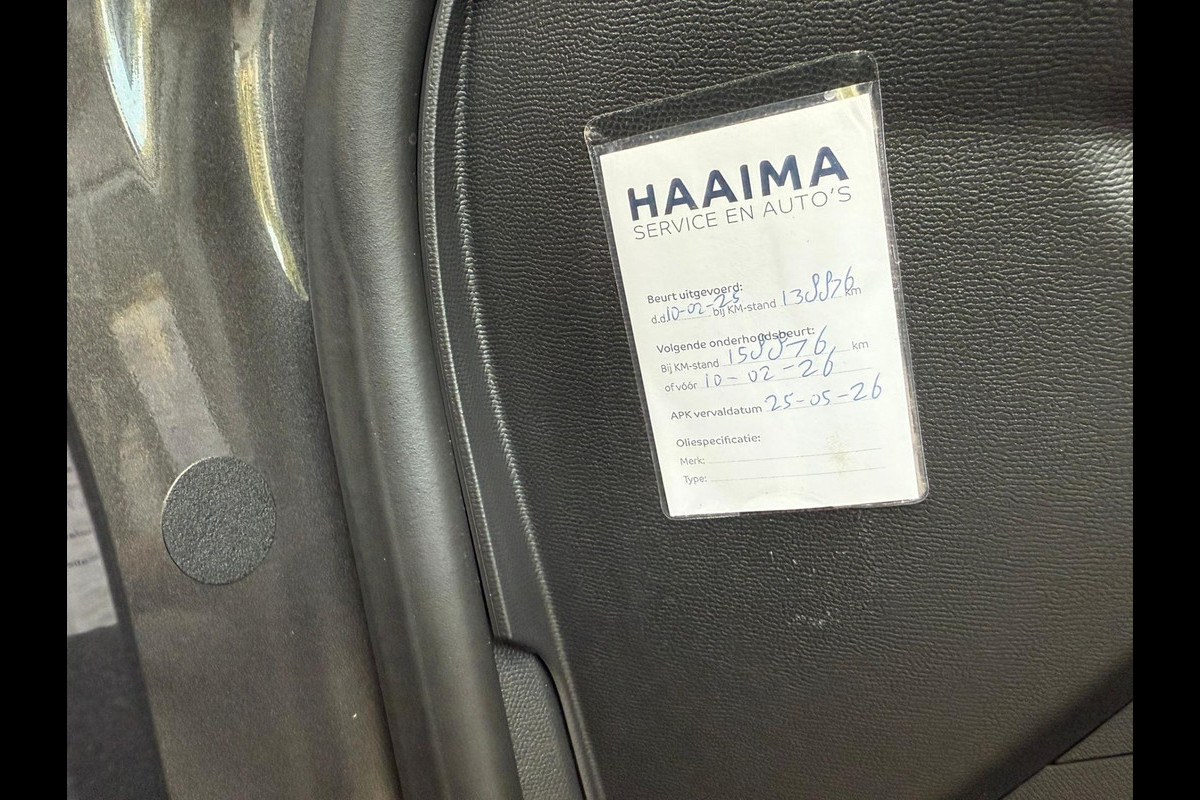 HAAIMA
SERVICE EN AUTO'S
Beurt uitgevoerd:
d.d 10-02-25 bij KM-stand 138876 km
Volgende onderhoudsbeurt:
Bij KM-stand 158876 km
of vóór 10-02-26
APK vervaldatum 25-05-26
Oliespecificatie:
Merk:
Type: